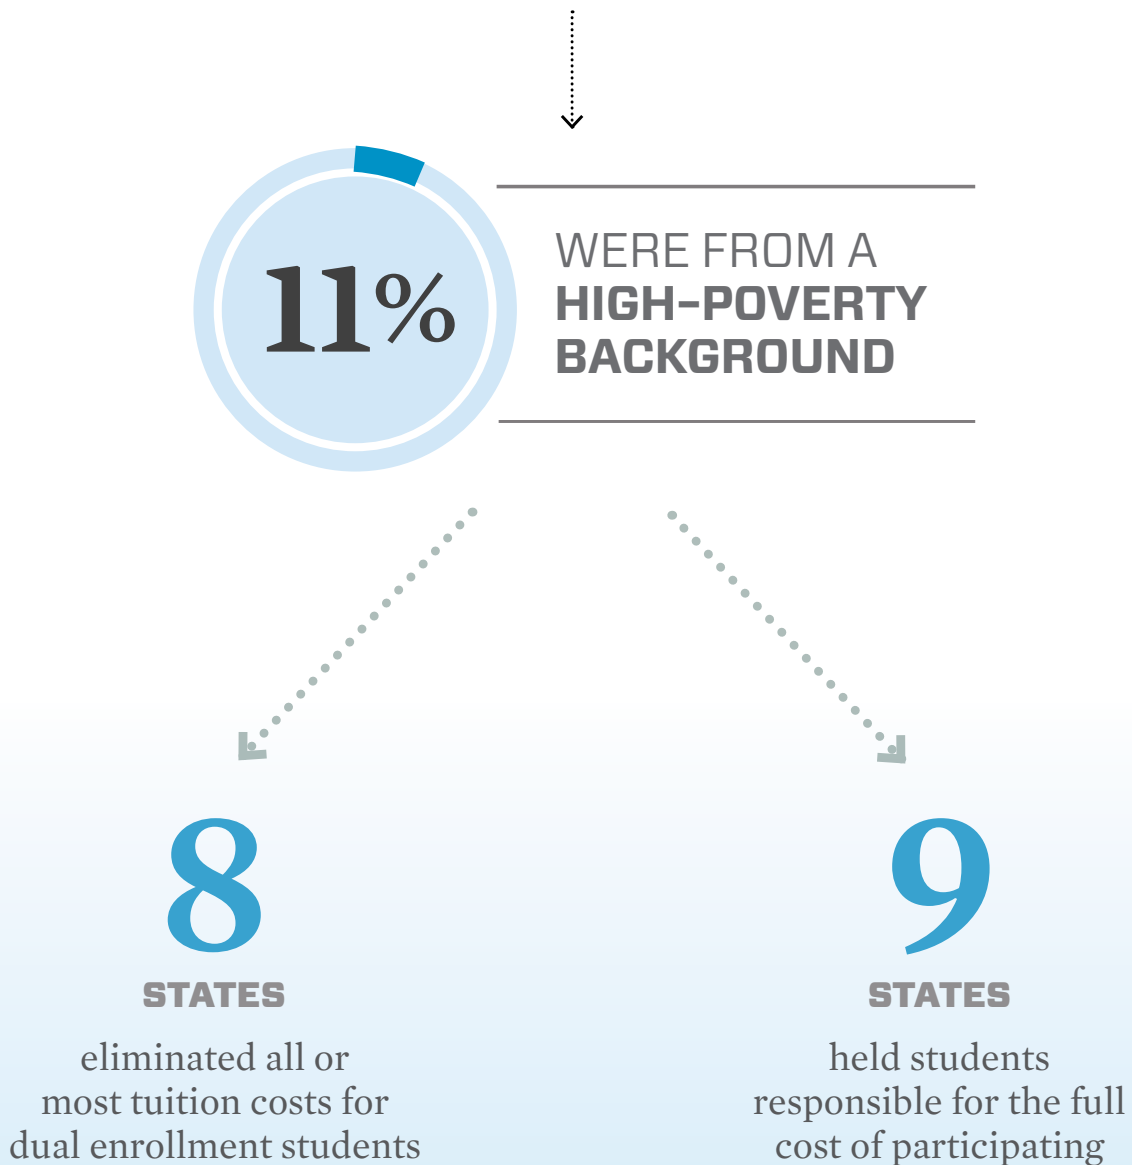 11%
WERE FROM A
HIGH-POVERTY
BACKGROUND
8
STATES
eliminated all or
most tuition costs for
dual enrollment students
9
STATES
held students
responsible for the full
cost of participating